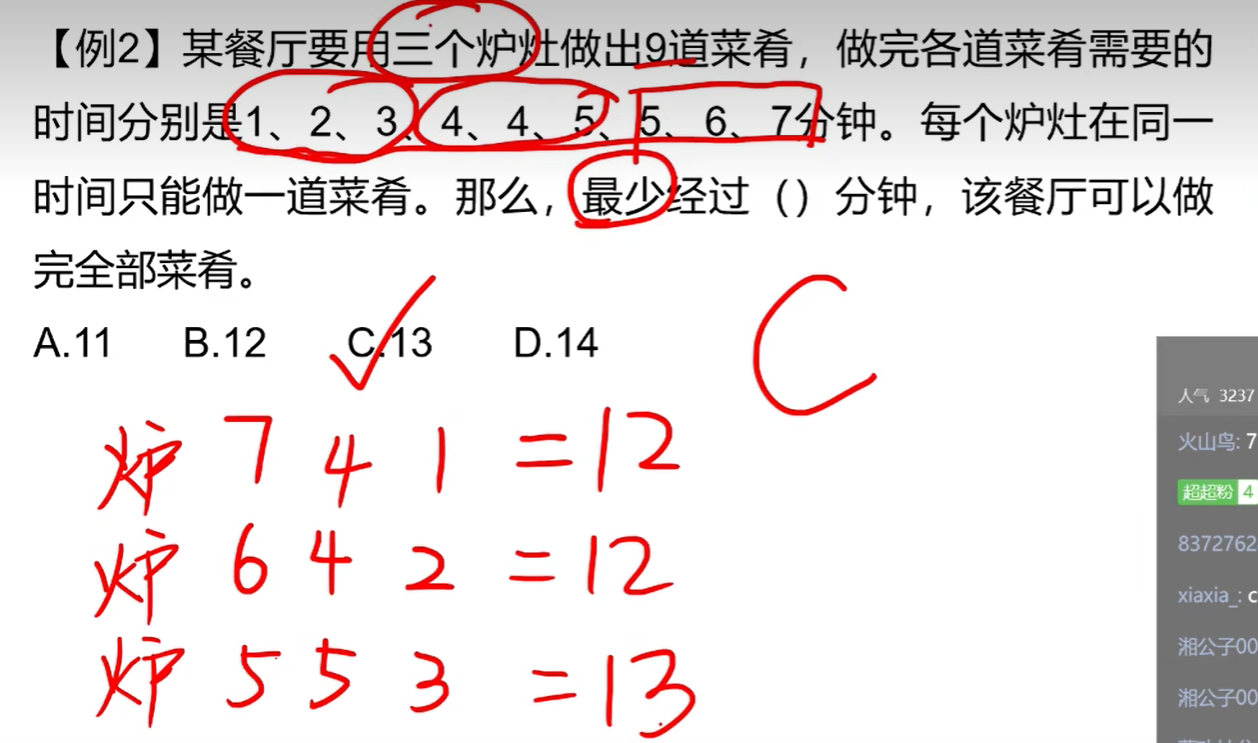 【例2】某餐厅要用三个炉灶做出9道菜肴，做完各道菜肴需要的
时间分别是1、2、3、4、4、5、5、6、7分钟。每个炉灶在同一
时间只能做一道菜肴。那么，最少经过（）分钟，该餐厅可以做
完全部菜肴。
A.11 B.12 C.13 D.14
C
炉 7 4 1 =12
炉 6 4 2 =12
炉 5 5 3 =13
人气 3237
火山鸟: 7
超超粉 4
8372762
xiaxia_: c
湘公子00
湘公子00